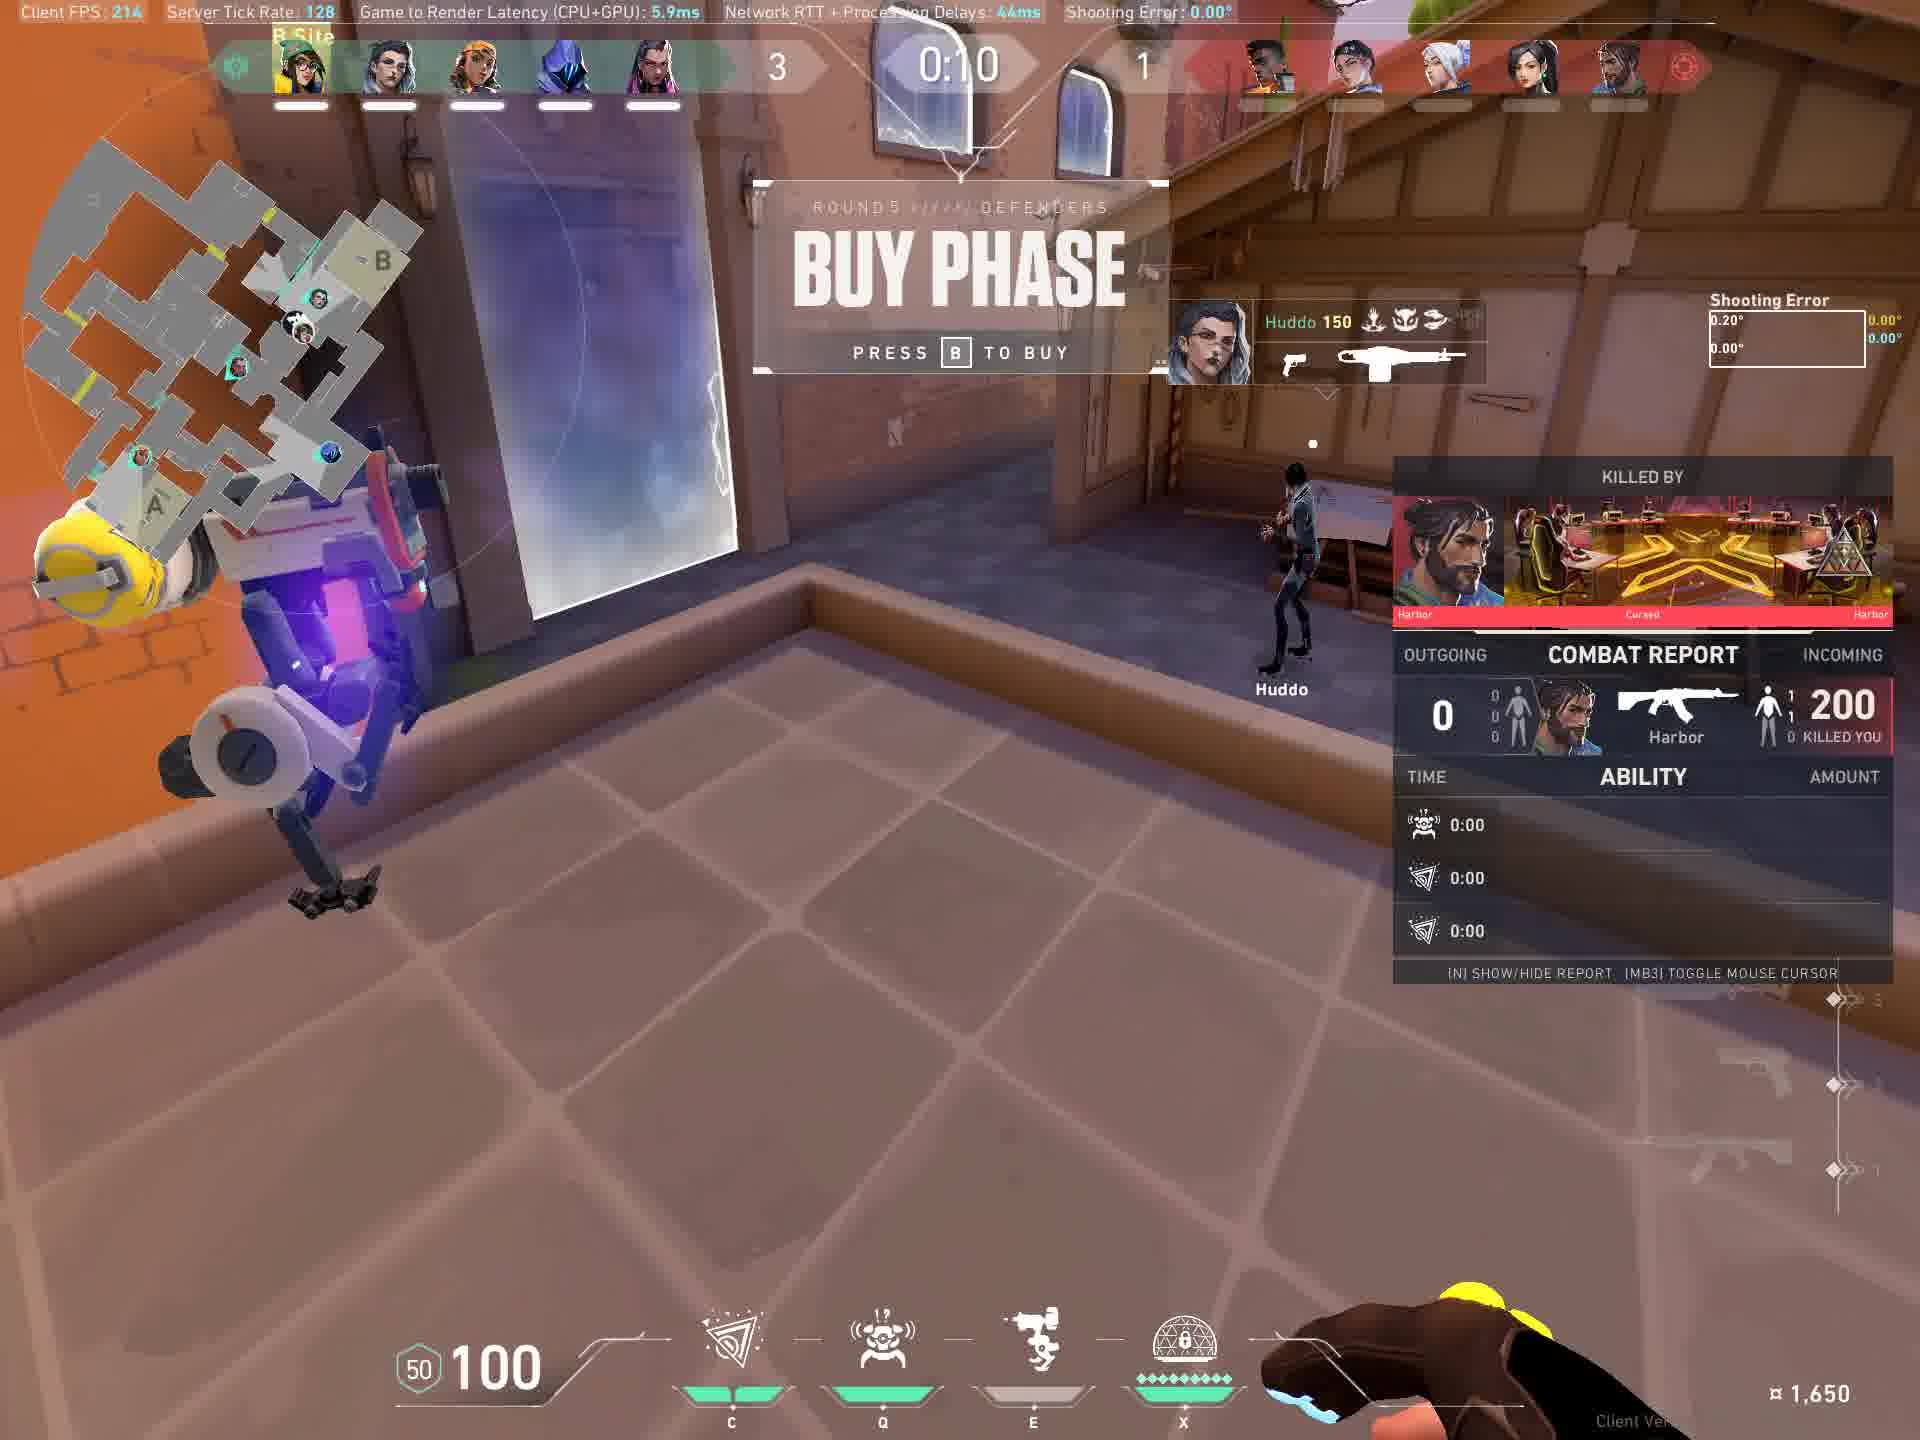 Client FPS: 214 Server Tick Rate: 128 Game to Render Latency (CPU+GPU): 5.9ms Network RTT + Processing Delays: 44ms Shooting Error: 0.00°
B Site
3 0:10 1
ROUND 5 ////// DEFENDERS
BUY PHASE
PRESS B TO BUY
Huddo 150
Shooting Error
0.20° 0.00°
0.00°
0.00°
B
A
Huddo
KILLED BY
Harbor Cursed Harbor
OUTGOING COMBAT REPORT INCOMING
0 0 0 0 Harbor 1 1 0 200 KILLED YOU
TIME ABILITY AMOUNT
0:00
0:00
0:00
[N] SHOW/HIDE REPORT [MB3] TOGGLE MOUSE CURSOR
3
1
50 100
C Q E X
¤ 1,650
Client Ver